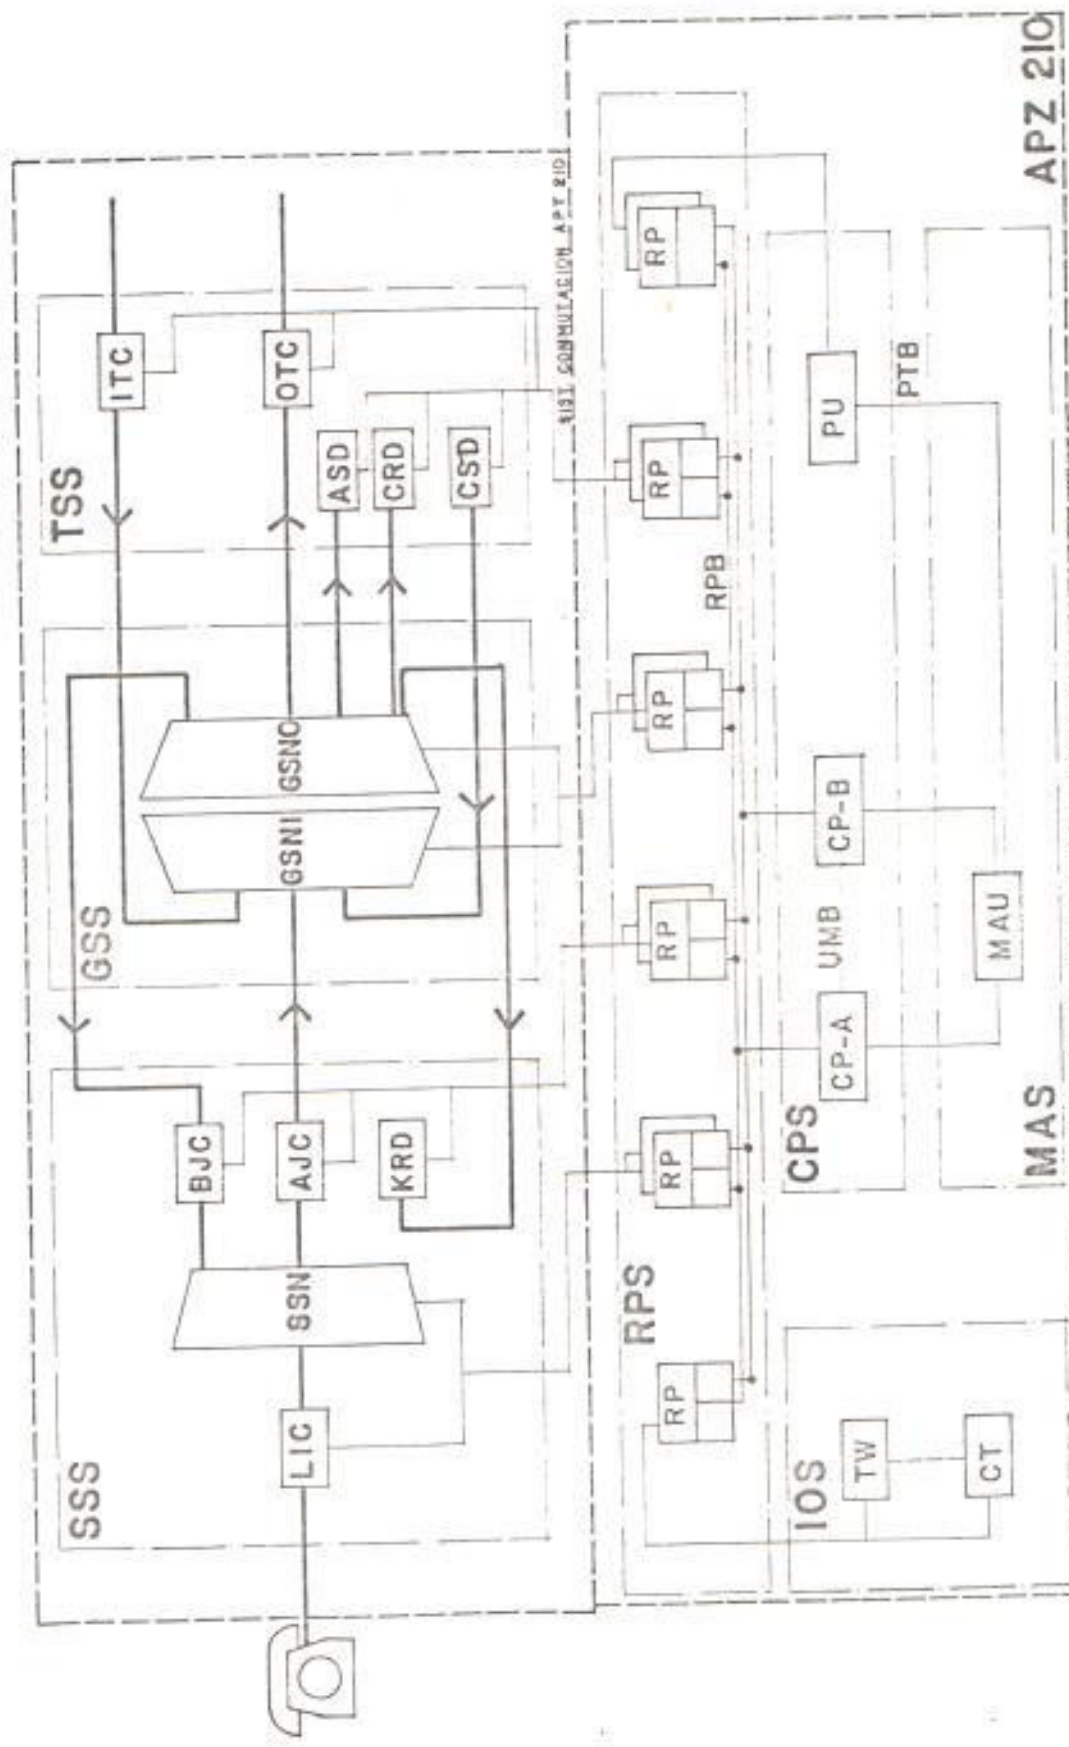 SSS
GSS
TSS
BJC
ITC
LIC
SSN
AJC
GSNI
GSNO
OTC
KRD
ASD
CRD
CSD
SIST CONMUTACION APT 210
RPS
RP
RP
RP
RP
RP
RP
RPB
IOS
TW
CT
CPS
CP-A
UMB
CP-B
PU
PTB
MAS
MAU
APZ 210